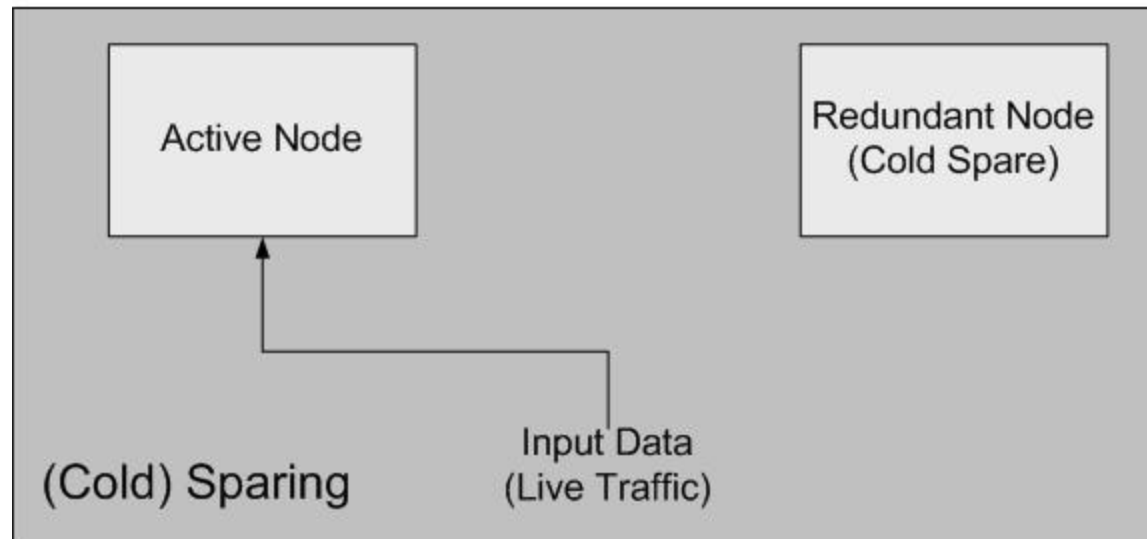 Active Node
Redundant Node
(Cold Spare)
Input Data
(Live Traffic)
(Cold) Sparing